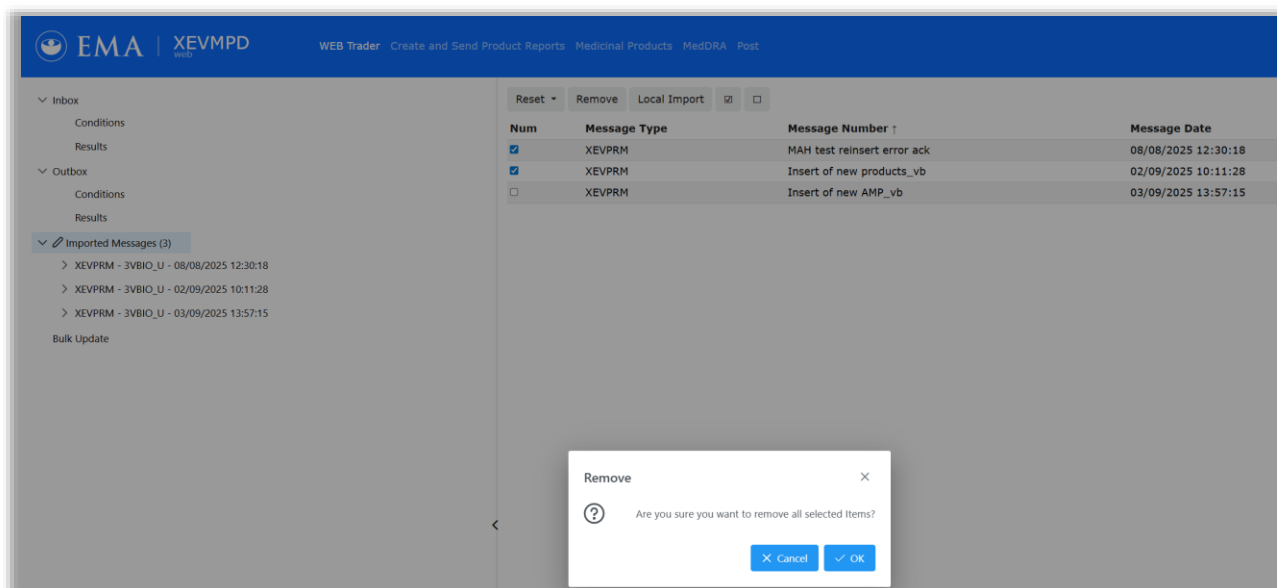 EMA | XEVMPD web WEB Trader Create and Send Product Reports Medicinal Products MedDRA Post
Inbox
Conditions
Results
Outbox
Conditions
Results
Imported Messages (3)
XEVPRM - 3VBIO_U - 08/08/2025 12:30:18
XEVPRM - 3VBIO_U - 02/09/2025 10:11:28
XEVPRM - 3VBIO_U - 03/09/2025 13:57:15
Bulk Update
Reset Remove Local Import
Num Message Type Message Number ↑ Message Date
XEVPRM MAH test reinsert error ack 08/08/2025 12:30:18
XEVPRM Insert of new products_vb 02/09/2025 10:11:28
XEVPRM Insert of new AMP_vb 03/09/2025 13:57:15
Remove
Are you sure you want to remove all selected Items?
Cancel OK